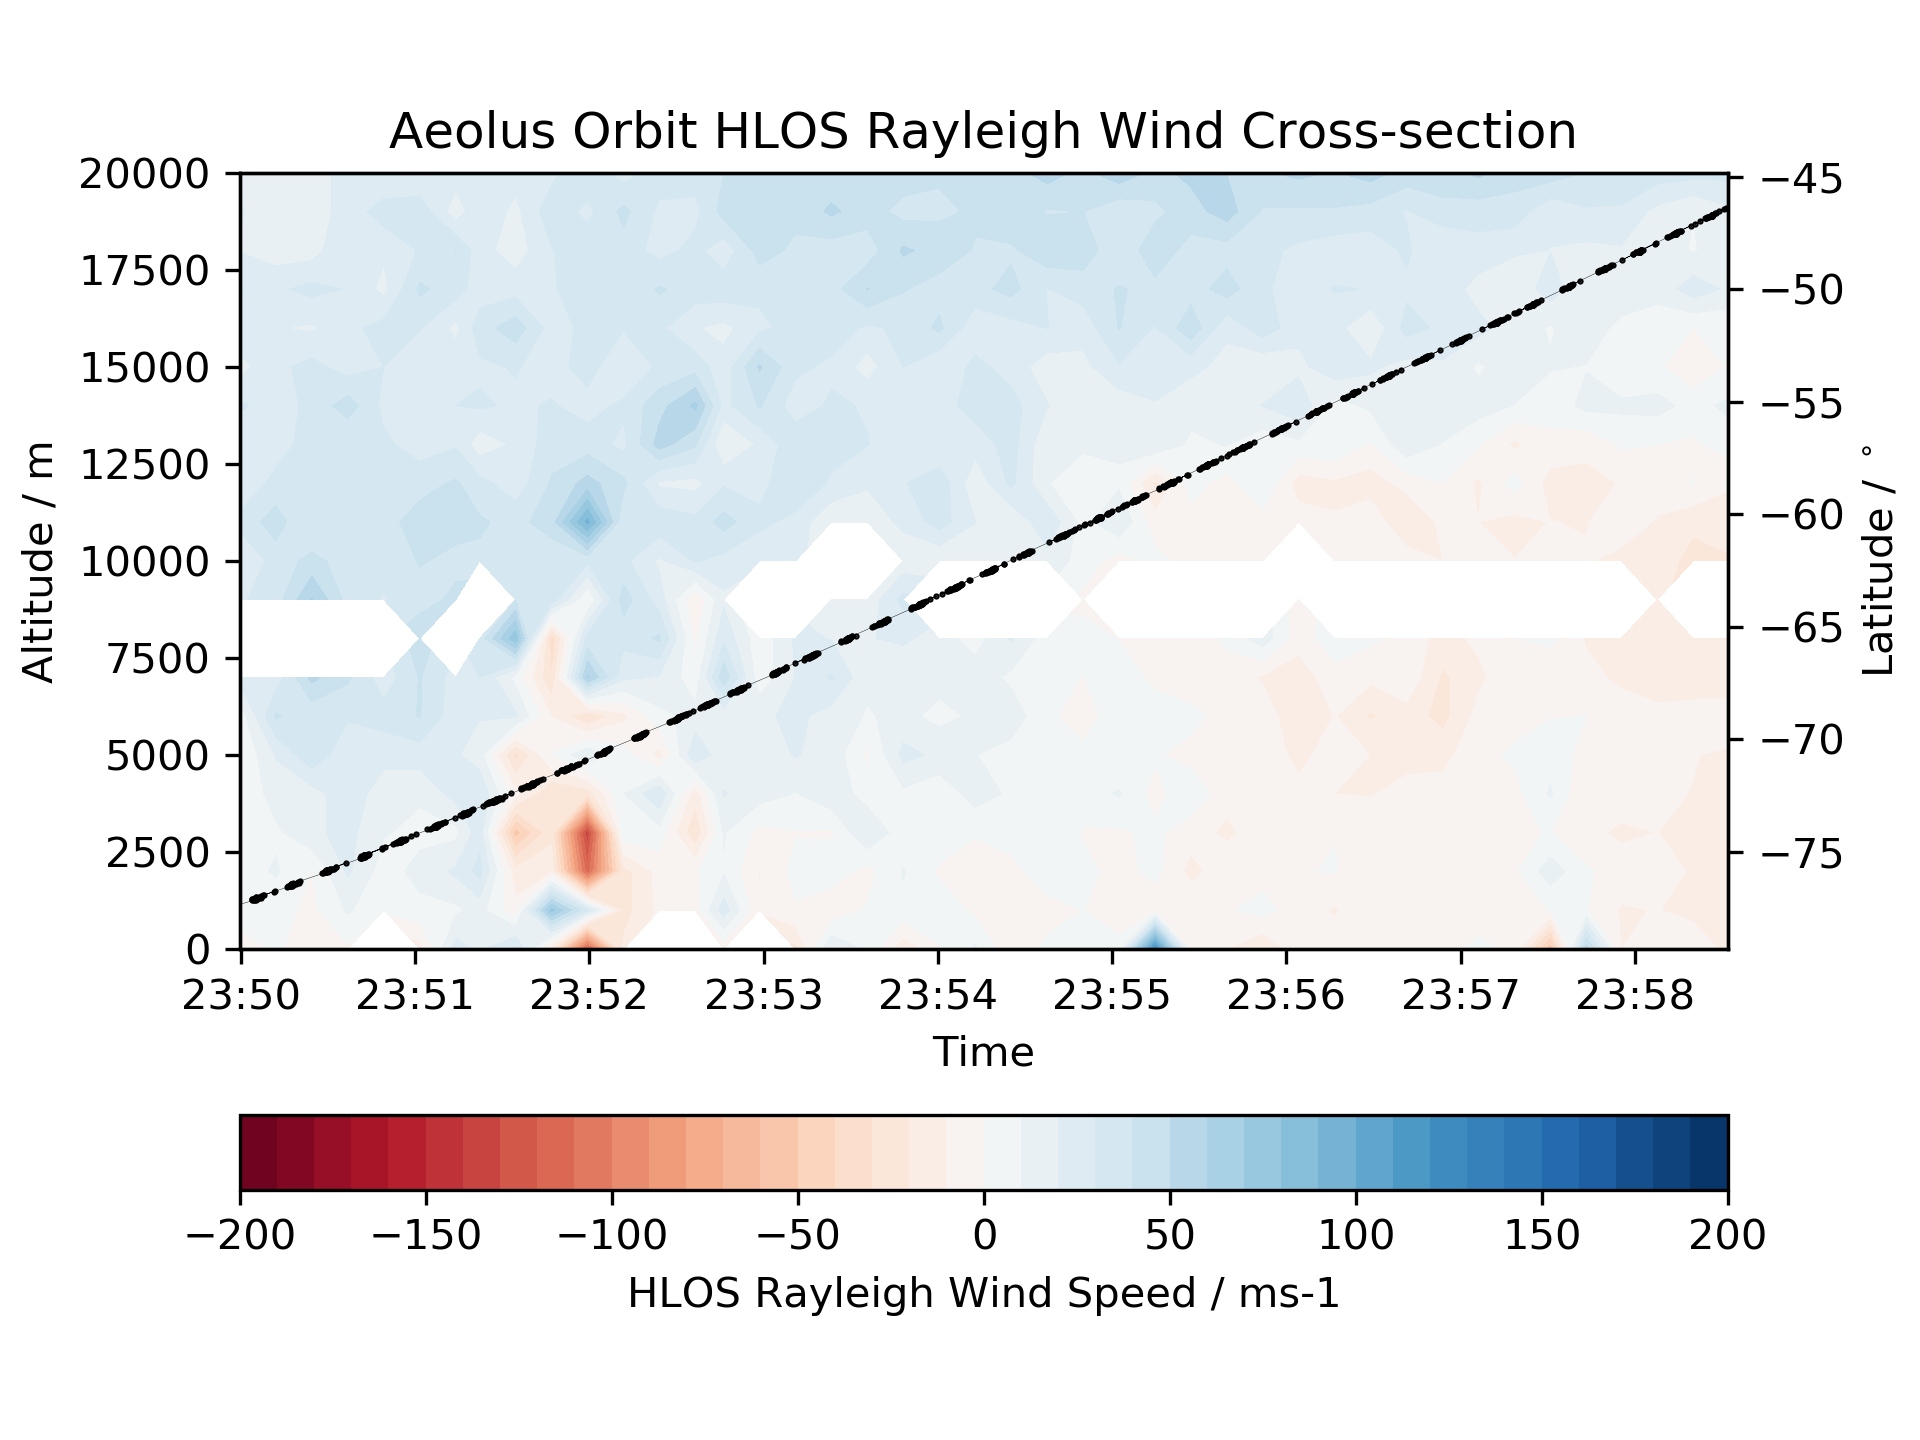 Aeolus Orbit HLOS Rayleigh Wind Cross-section
20000
17500
15000
12500
10000
7500
5000
2500
0
Altitude / m
−45
−50
−55
−60
−65
−70
−75
Latitude / °
23:50 23:51 23:52 23:53 23:54 23:55 23:56 23:57 23:58
Time
−200 −150 −100 −50 0 50 100 150 200
HLOS Rayleigh Wind Speed / ms-1